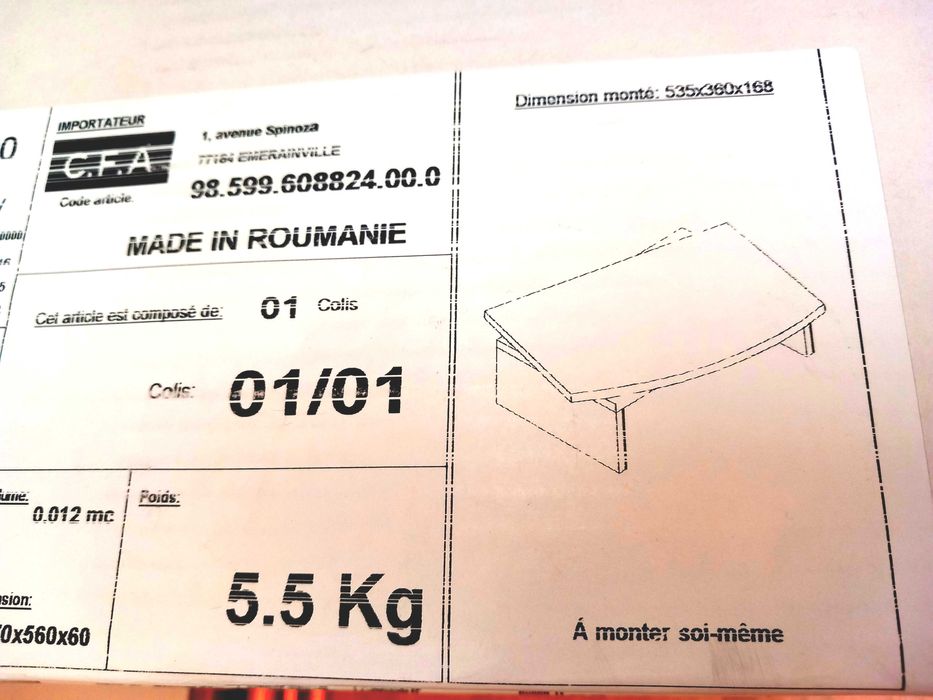 IMPORTATEUR
C.F.A
1, avenue Spinoza
77184 EMERAINVILLE
Code article:
98.599.608824.00.0
MADE IN ROUMANIE
Cet article est composé de: 01 Colis
Colis: 01/01
0.012 mc
Poids:
5.5 Kg
0x560x60
Dimension monté: 535x360x168
Á monter soi-même